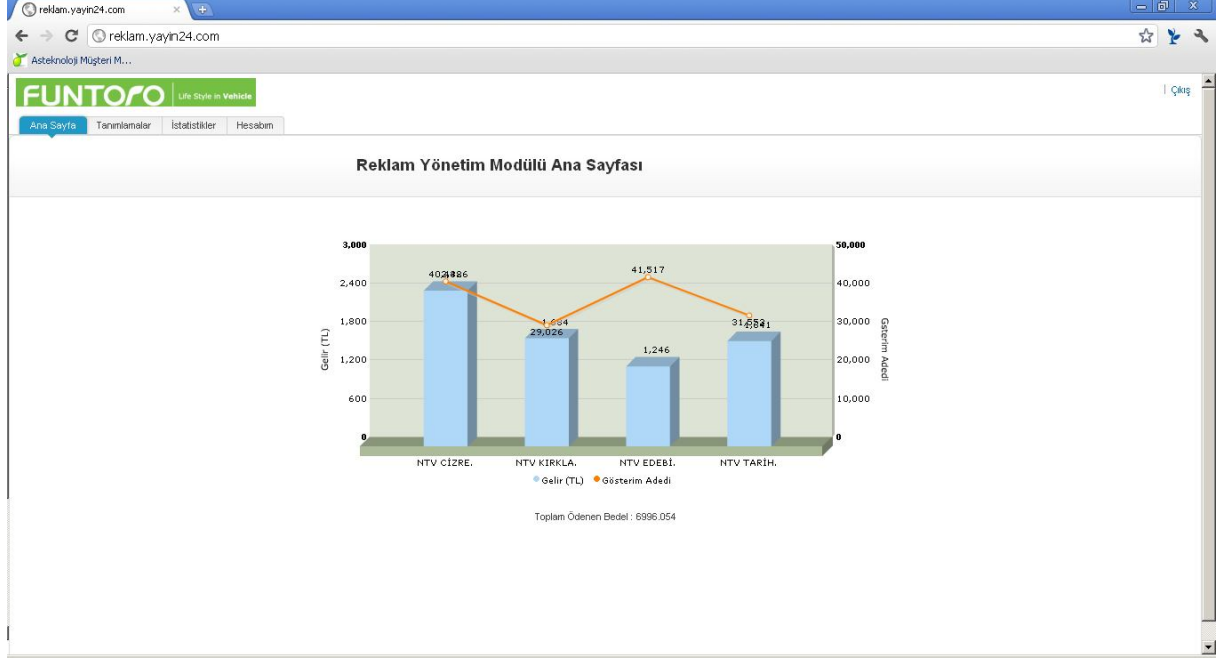 reklam.yayin24.com
reklam.yayin24.com
Asteknoloji Müşteri M...
FUNTORO Life Style in Vehicle
Çıkış
Ana Sayfa Tanımlamalar İstatistikler Hesabım
Reklam Yönetim Modülü Ana Sayfası
3,000 50,000
2,400 41,517 40,000
1,800 29,026 30,000
1,200 1,246 20,000
600 10,000
0 0
Gelir (TL)
Gsterim Adedi
NTV CİZRE. NTV KIRKLA. NTV EDEBİ. NTV TARİH.
Gelir (TL) Gösterim Adedi
Toplam Ödenen Bedel : 6996.054